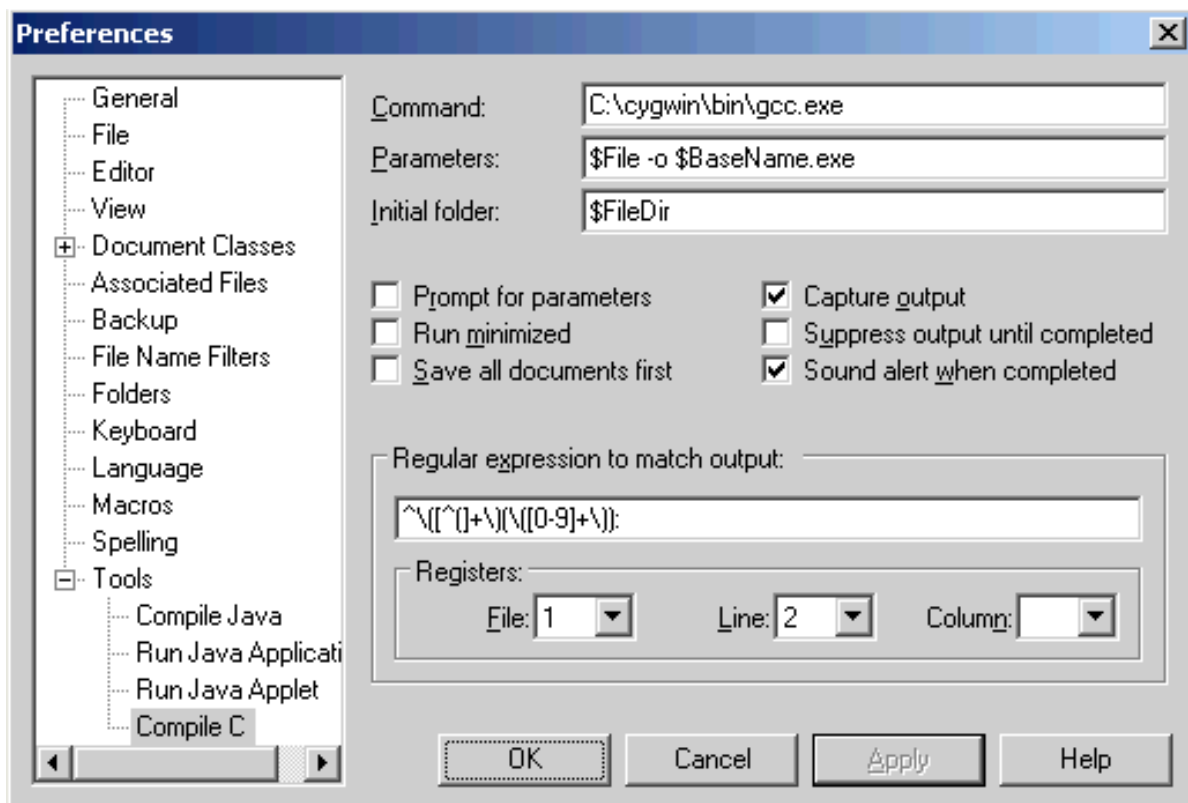 Preferences
General
File
Editor
View
Document Classes
Associated Files
Backup
File Name Filters
Folders
Keyboard
Language
Macros
Spelling
Tools
Compile Java
Run Java Applicati
Run Java Applet
Compile C
Command: C:\cygwin\bin\gcc.exe
Parameters: $File -o $BaseName.exe
Initial folder: $FileDir
Prompt for parameters Capture output
Run minimized Suppress output until completed
Save all documents first Sound alert when completed
Regular expression to match output:
^\([^(]+\)(\([0-9]+\)):
Registers:
File: 1 Line: 2 Column:
OK Cancel Apply Help